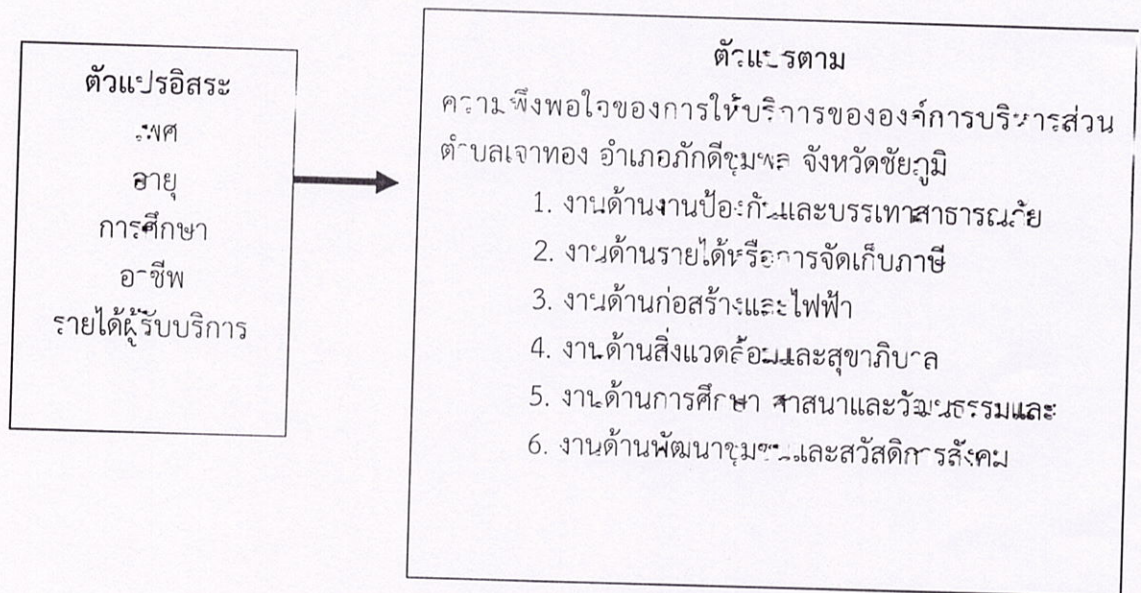 ตัวแปรอิสระ
เพศ
อายุ
การศึกษา
อาชีพ
รายได้ผู้รับบริการ
ตัวแปรตาม
ความพึงพอใจของการให้บริการขององค์การบริหารส่วน
ตำบลเจาทอง อำเภอภักดีชุมพล จังหวัดชัยภูมิ
1. งานด้านงานป้องกันและบรรเทาสาธารณภัย
2. งานด้านรายได้หรือการจัดเก็บภาษี
3. งานด้านก่อสร้างและไฟฟ้า
4. งานด้านสิ่งแวดล้อมและสุขาภิบาล
5. งานด้านการศึกษา ศาสนาและวัฒนธรรมและ
6. งานด้านพัฒนาชุมชนและสวัสดิการสังคม